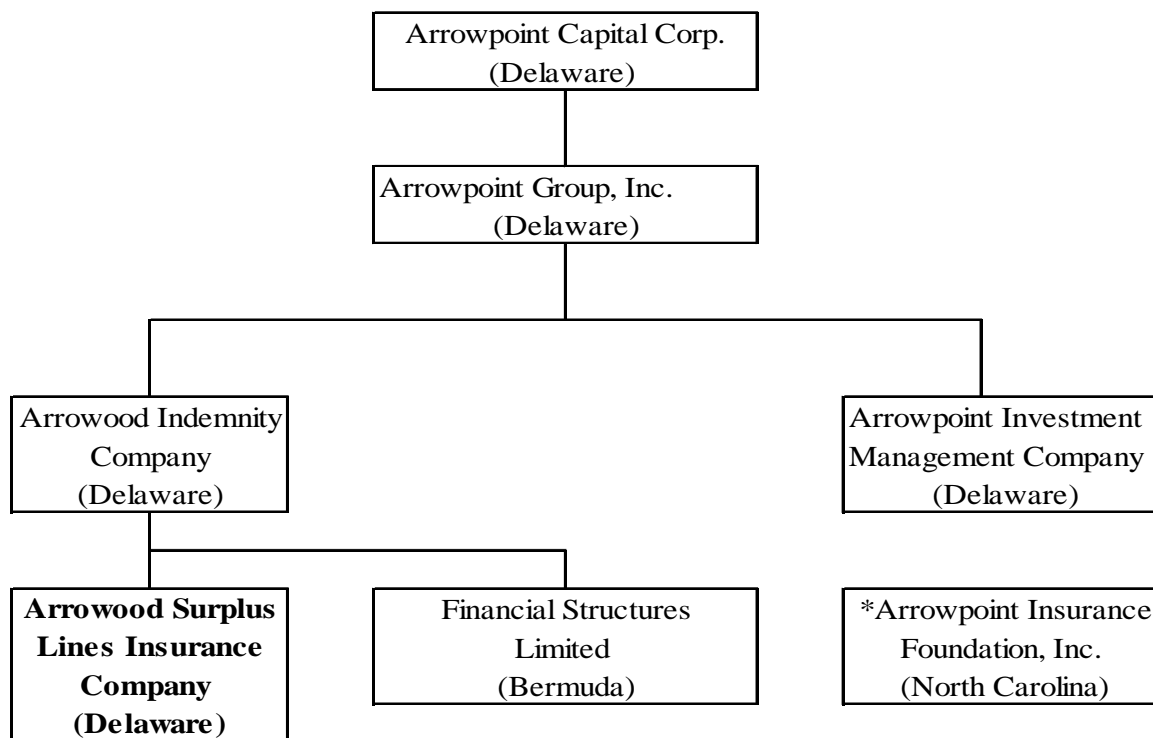 Arrowpoint Capital Corp.
(Delaware)
Arrowpoint Group, Inc.
(Delaware)
Arrowood Indemnity
Company
(Delaware)
Arrowpoint Investment
Management Company
(Delaware)
Arrowood Surplus
Lines Insurance
Company
(Delaware)
Financial Structures
Limited
(Bermuda)
*Arrowpoint Insurance
Foundation, Inc.
(North Carolina)